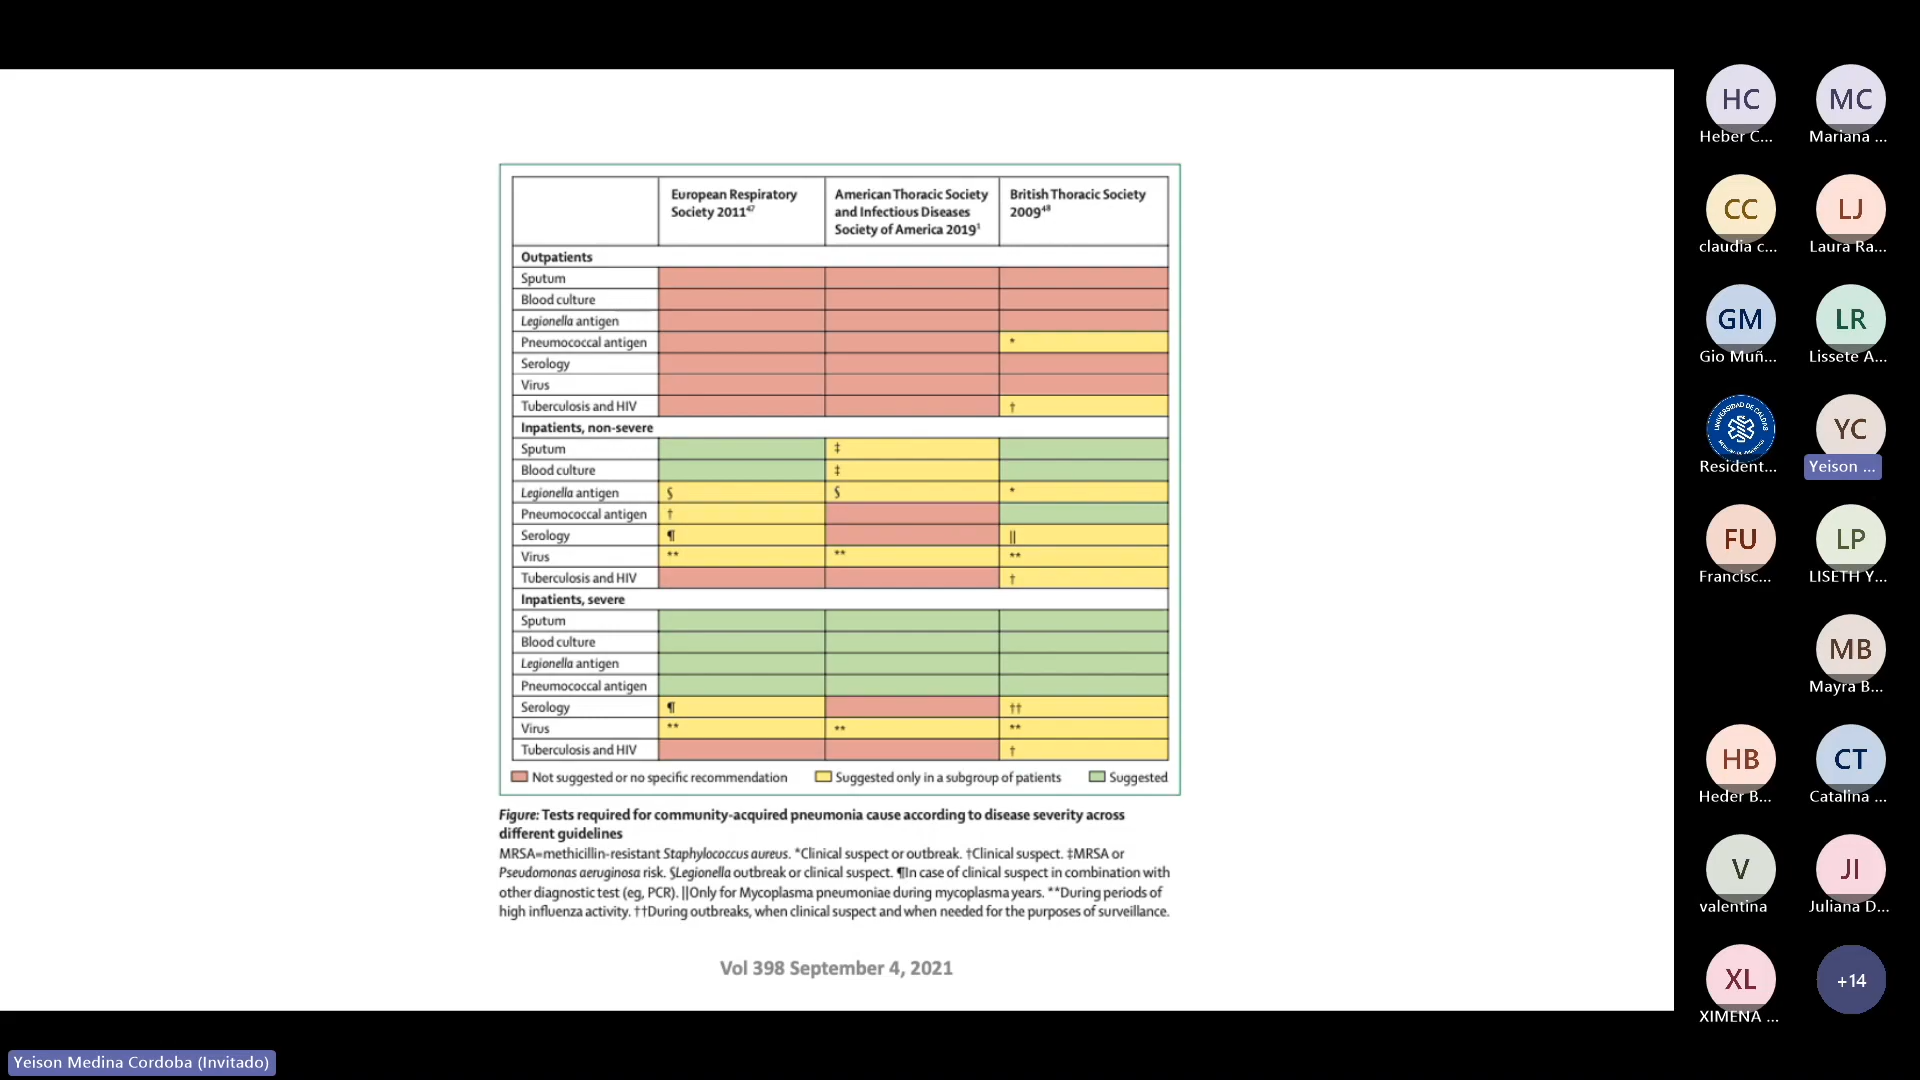 European Respiratory
Society 2011⁴⁷
American Thoracic Society
and Infectious Diseases
Society of America 2019¹
British Thoracic Society
2009⁴⁸
Outpatients
Sputum
Blood culture
Legionella antigen
Pneumococcal antigen *
Serology
Virus
Tuberculosis and HIV †
Inpatients, non-severe
Sputum ‡
Blood culture ‡
Legionella antigen § § *
Pneumococcal antigen †
Serology ¶ ||
Virus ** ** **
Tuberculosis and HIV †
Inpatients, severe
Sputum
Blood culture
Legionella antigen
Pneumococcal antigen
Serology ¶ ††
Virus ** ** **
Tuberculosis and HIV †
Not suggested or no specific recommendation Suggested only in a subgroup of patients Suggested
Figure: Tests required for community-acquired pneumonia cause according to disease severity across
different guidelines
MRSA=methicillin-resistant Staphylococcus aureus. *Clinical suspect or outbreak. †Clinical suspect. ‡MRSA or
Pseudomonas aeruginosa risk. §Legionella outbreak or clinical suspect. ¶In case of clinical suspect in combination with
other diagnostic test (eg, PCR). ||Only for Mycoplasma pneumoniae during mycoplasma years. **During periods of
high influenza activity. ††During outbreaks, when clinical suspect and when needed for the purposes of surveillance.
Vol 398 September 4, 2021
HC MC
Heber C... Mariana ...
CC LJ
claudia c... Laura Ra...
GM LR
Gio Muñ... Lissete A...
UNIVERSIDAD DE CALDAS
YC
Resident... Yeison ...
FU LP
Francisc... LISETH Y...
MB
Mayra B...
HB CT
Heder B... Catalina ...
V JI
valentina Juliana D...
XL +14
XIMENA ...
Yeison Medina Cordoba (Invitado)